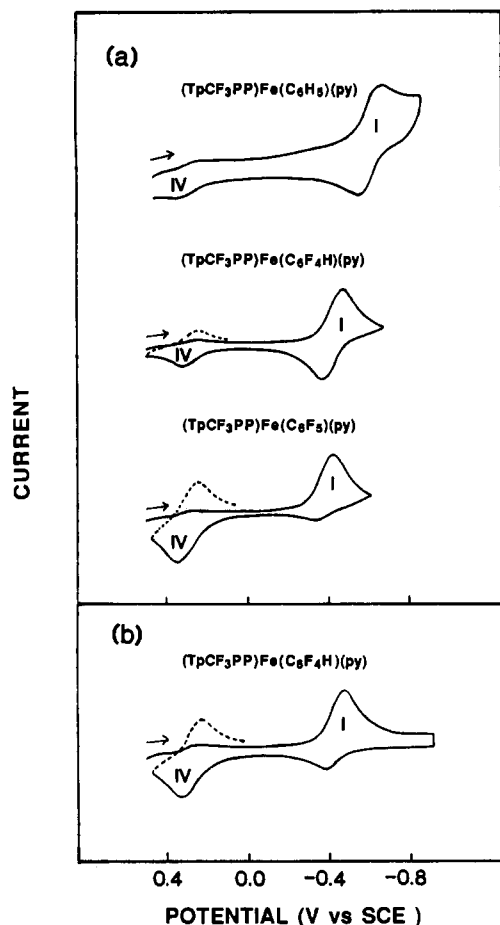 (a)
(TpCF₃PP)Fe(C₆H₅)(py)
I
IV
(TpCF₃PP)Fe(C₆F₄H)(py)
I
IV
(TpCF₃PP)Fe(C₆F₅)(py)
I
IV
CURRENT
(b)
(TpCF₃PP)Fe(C₆F₄H)(py)
I
IV
0.4 0.0 -0.4 -0.8
POTENTIAL (V vs SCE )